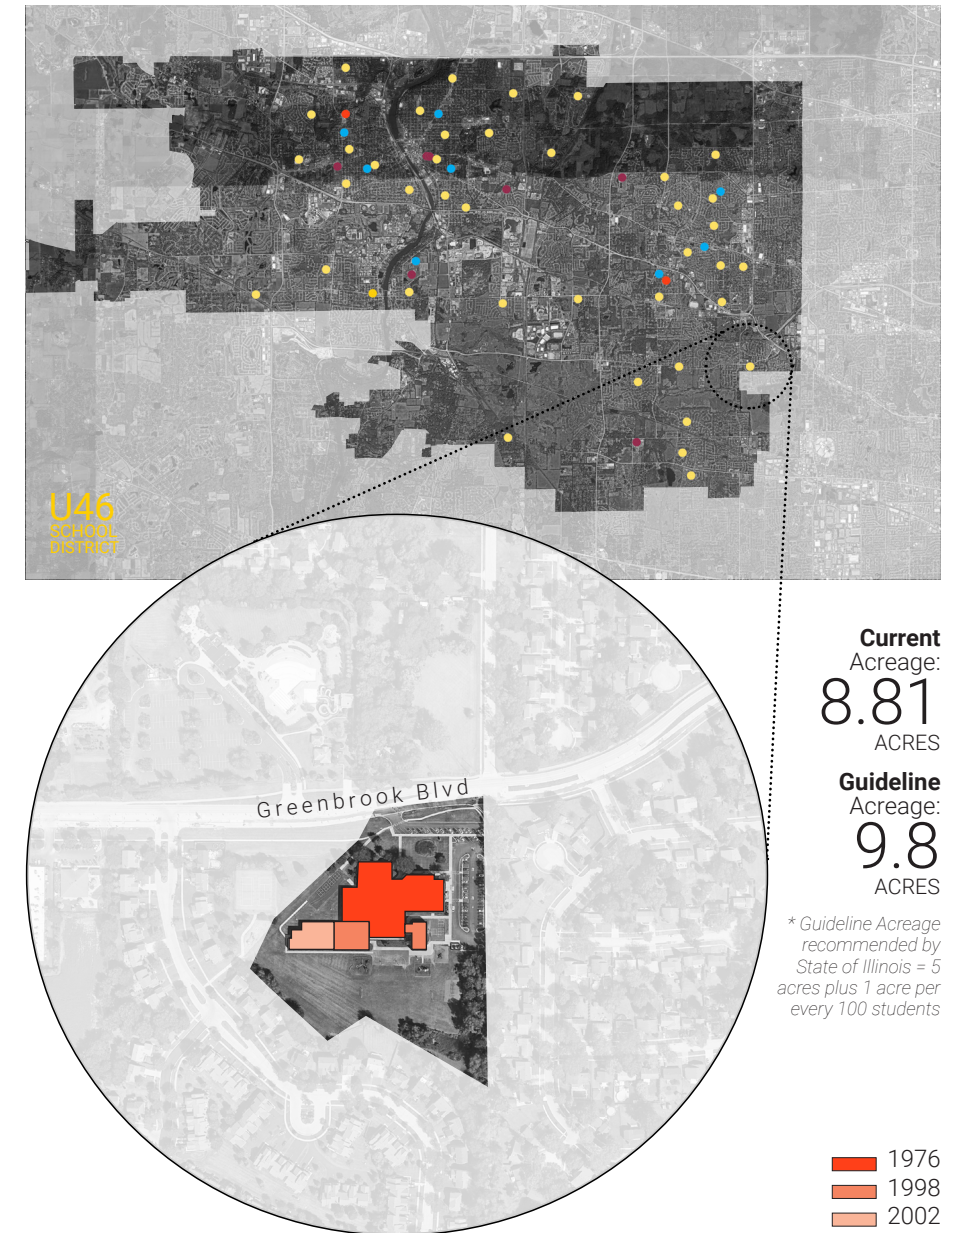 U46
SCHOOL
DISTRICT
Current
Acreage:
8.81
ACRES
Guideline
Acreage:
9.8
ACRES
* Guideline Acreage
recommended by
State of Illinois = 5
acres plus 1 acre per
every 100 students
Greenbrook Blvd
1976
1998
2002